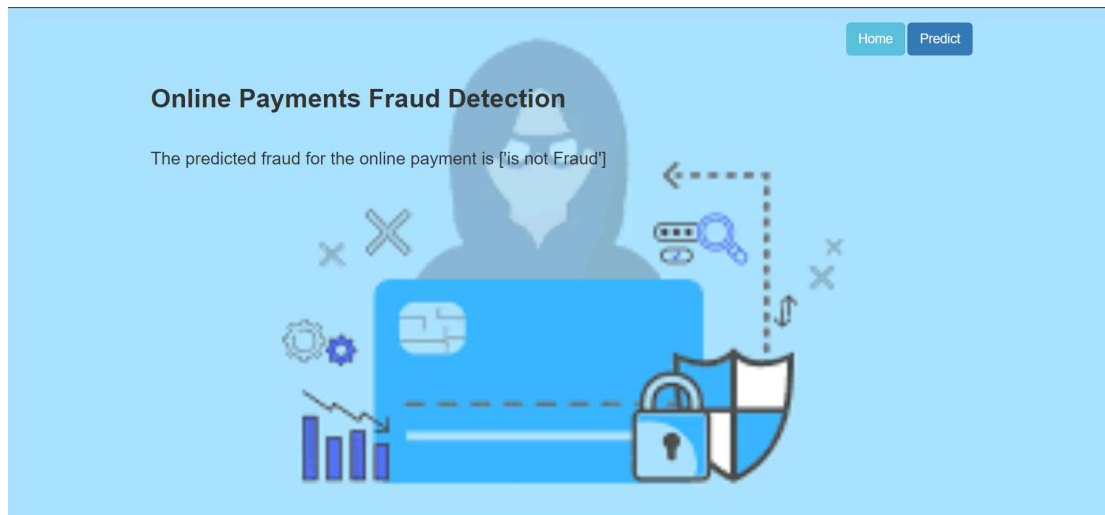 Home Predict
Online Payments Fraud Detection
The predicted fraud for the online payment is ['is not Fraud']